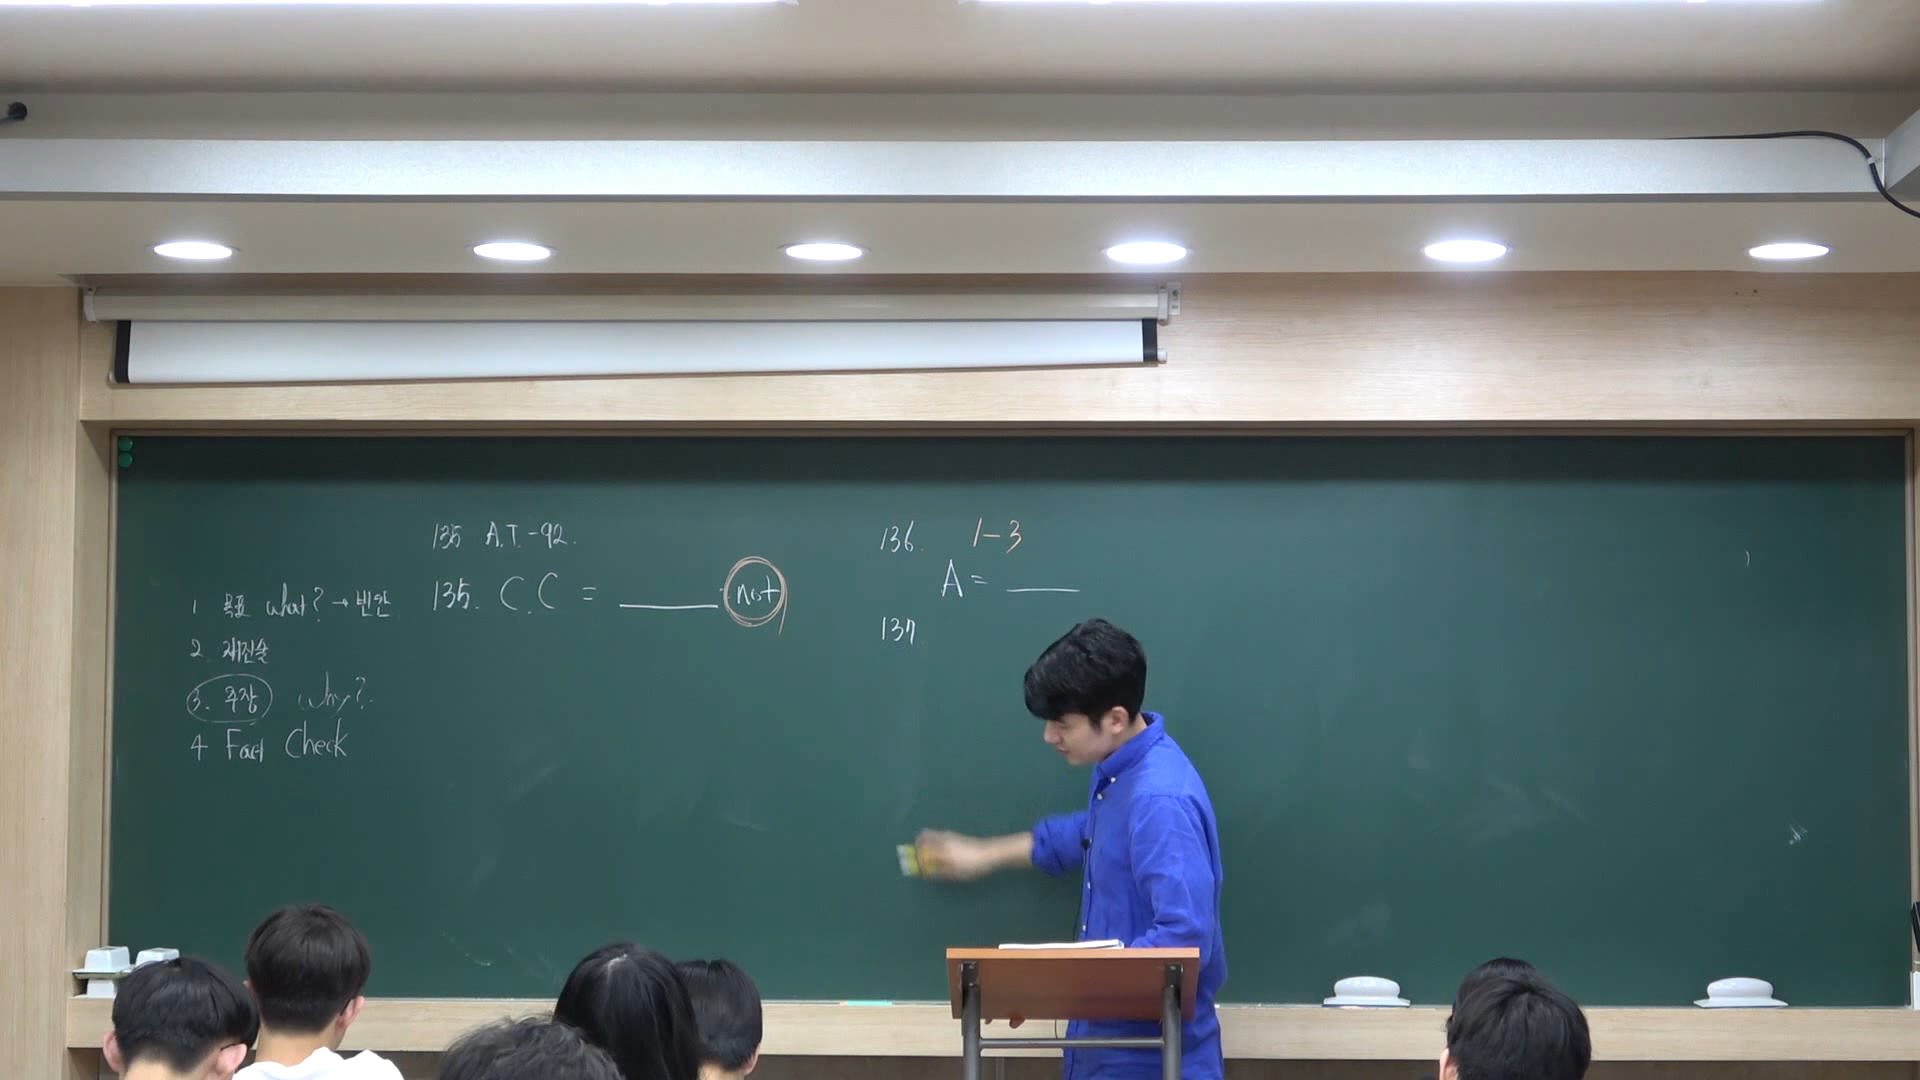 1 목표 what? → 빈칸
2. 재진술
3. 주장 why?
4 Fact Check
135 A.T.-92.
135. C.C = ____ not
136. 1-3
A = ____
137.